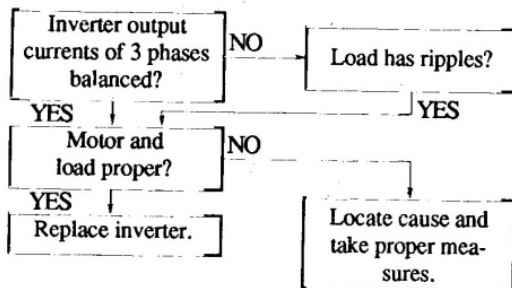 Inverter output
currents of 3 phases
balanced?
NO
Load has ripples?
YES
YES
Motor and
load proper?
NO
YES
Replace inverter.
Locate cause and
take proper mea-
sures.